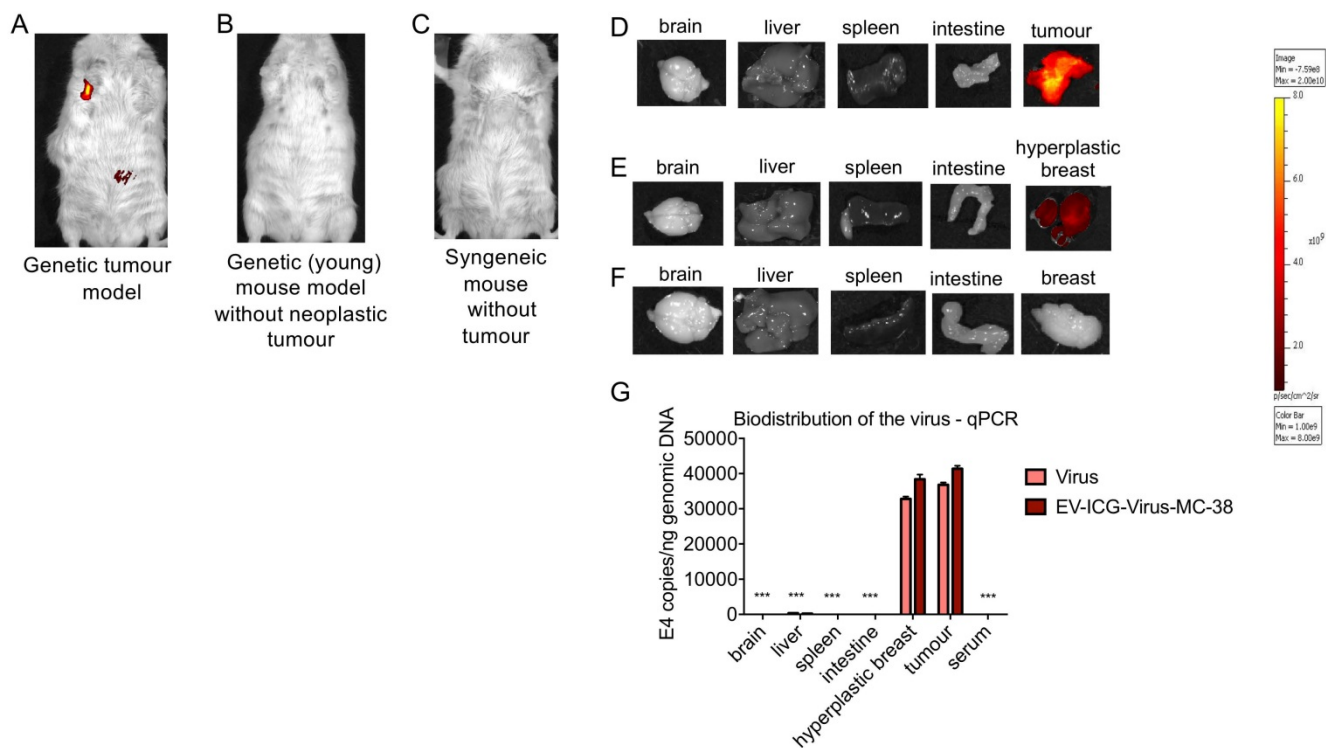 A
B
C
Genetic tumour
model
Genetic (young)
mouse model
without neoplastic
tumour
Syngeneic
mouse
without
tumour
D
brain
liver
spleen
intestine
tumour
E
brain
liver
spleen
intestine
hyperplastic
breast
F
brain
liver
spleen
intestine
breast
Image
Min = -7.59e8
Max = 2.00e10
8.0
6.0
x10⁹
4.0
2.0
p/sec/cm^2/sr
Color Bar
Min = 1.00e9
Max = 8.00e9
G
Biodistribution of the virus - qPCR
E4 copies/ng genomic DNA
50000
40000
30000
20000
10000
0
*** *** *** *** ***
brain
liver
spleen
intestine
hyperplastic breast
tumour
serum
Virus
EV-ICG-Virus-MC-38